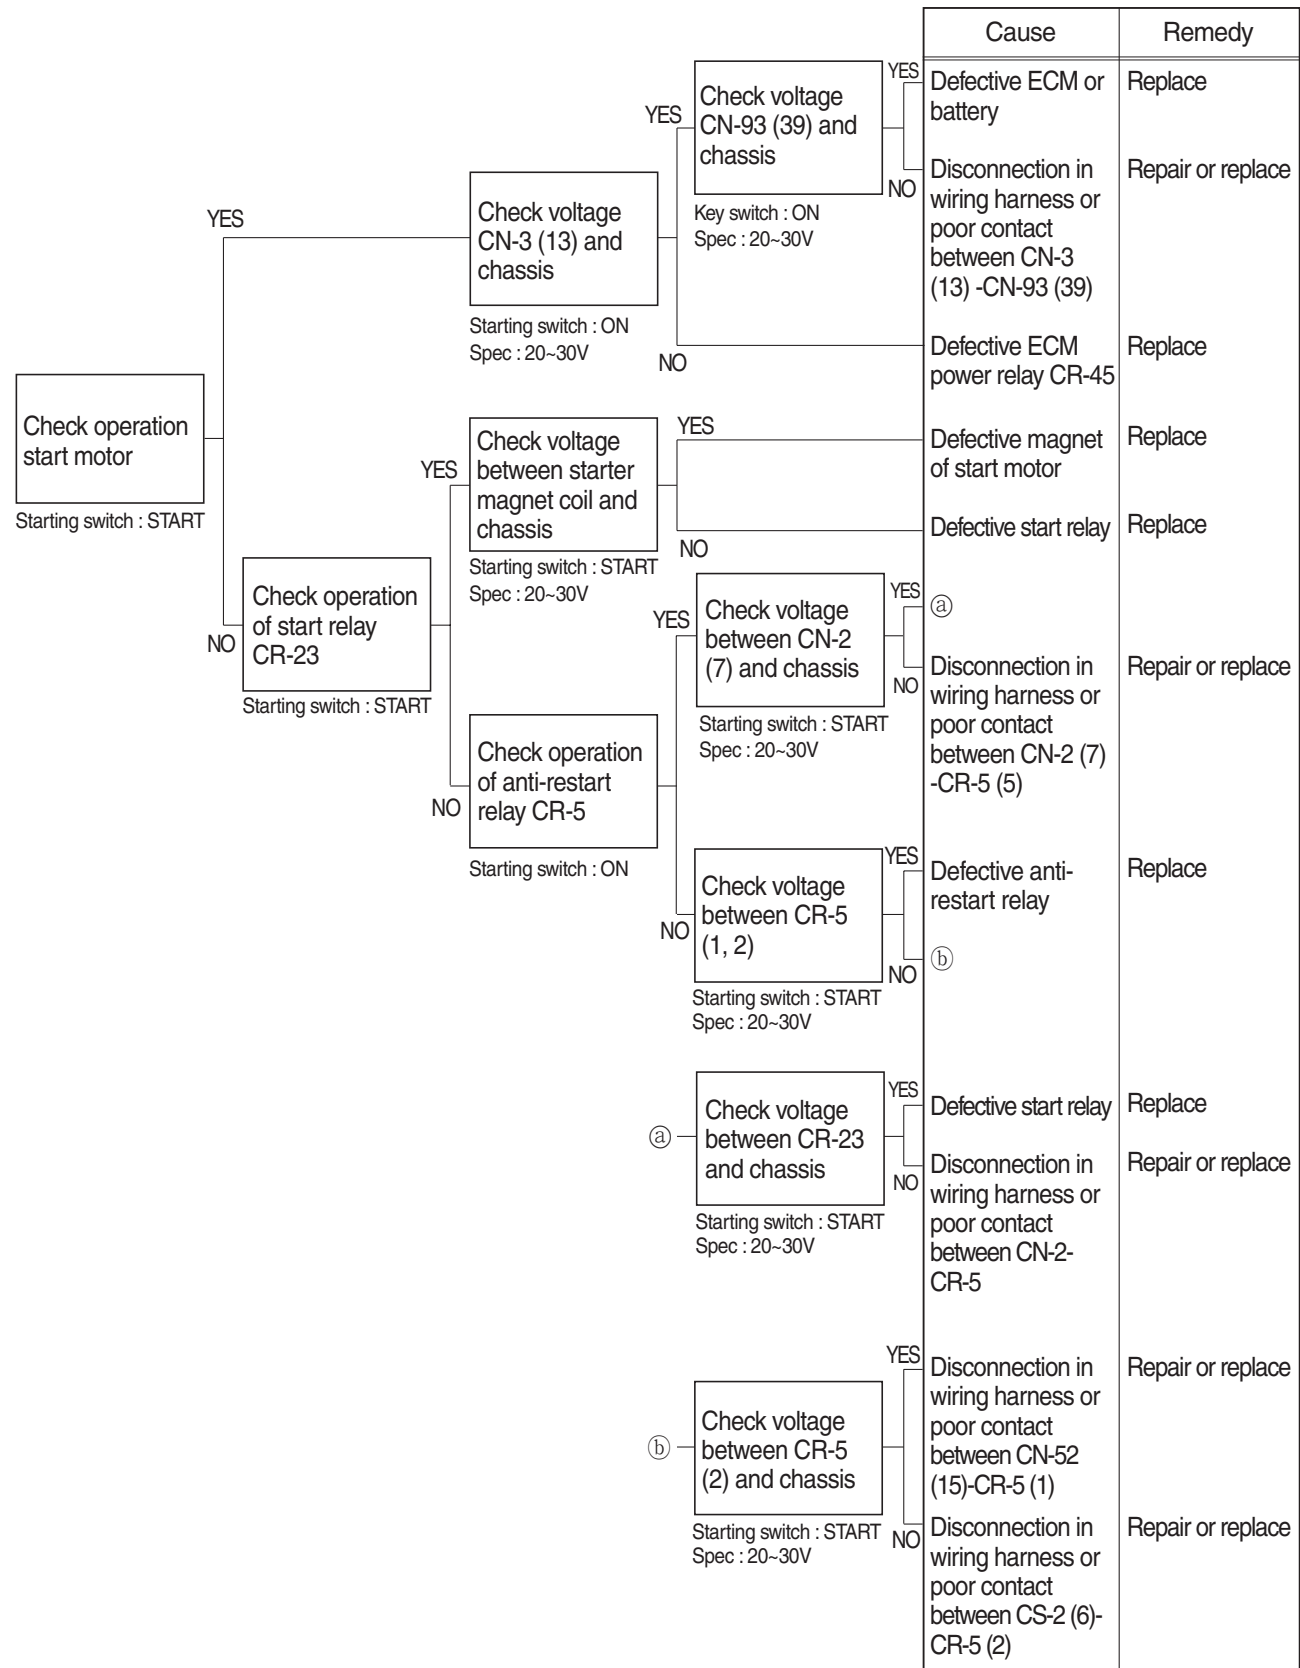 Cause
Remedy
YES
Defective ECM or
battery
Replace
Check voltage
CN-93 (39) and
chassis
YES
NO
Disconnection in
wiring harness or
poor contact
between CN-3
(13) -CN-93 (39)
Repair or replace
Key switch : ON
Spec : 20~30V
YES
Check voltage
CN-3 (13) and
chassis
Starting switch : ON
Spec : 20~30V
NO
Defective ECM
power relay CR-45
Replace
Check operation
start motor
Starting switch : START
YES
Check voltage
between starter
magnet coil and
chassis
YES
Defective magnet
of start motor
Replace
NO
Defective start relay
Replace
Starting switch : START
Spec : 20~30V
NO
Check operation
of start relay
CR-23
Starting switch : START
YES
Check voltage
between CN-2
(7) and chassis
YES
ⓐ
NO
Disconnection in
wiring harness or
poor contact
between CN-2 (7)
-CR-5 (5)
Repair or replace
Starting switch : START
Spec : 20~30V
NO
Check operation
of anti-restart
relay CR-5
Starting switch : ON
NO
Check voltage
between CR-5
(1, 2)
YES
Defective anti-
restart relay
Replace
NO
ⓑ
Starting switch : START
Spec : 20~30V
ⓐ
Check voltage
between CR-23
and chassis
YES
Defective start relay
Replace
NO
Disconnection in
wiring harness or
poor contact
between CN-2-
CR-5
Repair or replace
Starting switch : START
Spec : 20~30V
ⓑ
Check voltage
between CR-5
(2) and chassis
YES
Disconnection in
wiring harness or
poor contact
between CN-52
(15)-CR-5 (1)
Repair or replace
Starting switch : START
Spec : 20~30V
NO
Disconnection in
wiring harness or
poor contact
between CS-2 (6)-
CR-5 (2)
Repair or replace